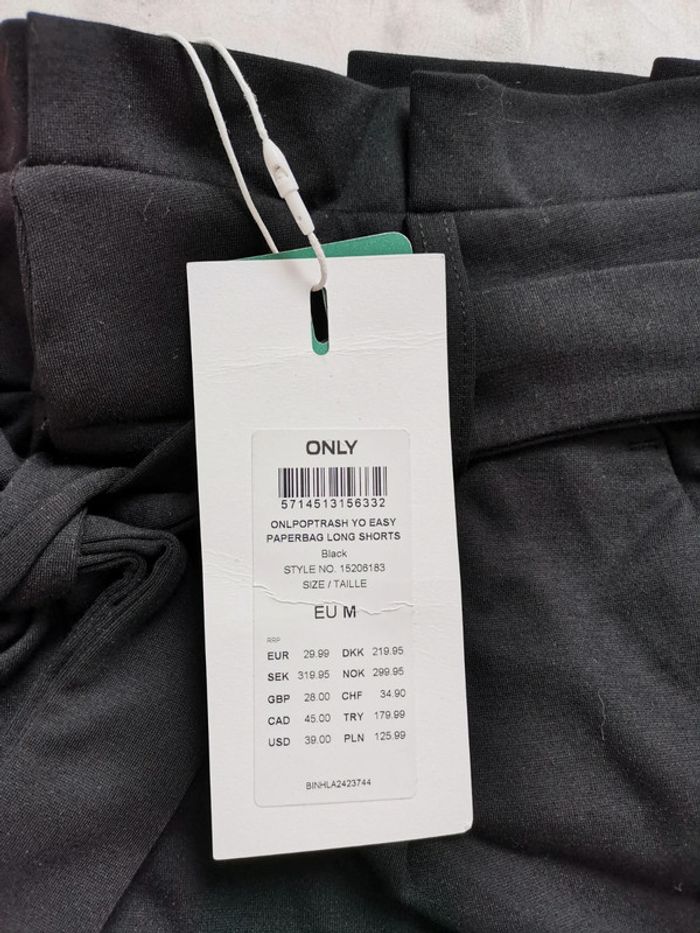 ONLY
5714513156332
ONLPOPTRASH YO EASY
PAPERBAG LONG SHORTS
Black
STYLE NO. 15206183
SIZE / TAILLE
EU M
RRP
EUR 29.99 DKK 219.95
SEK 319.95 NOK 299.95
GBP 28.00 CHF 34.90
CAD 45.00 TRY 179.99
USD 39.00 PLN 125.99
BINHLA2423744